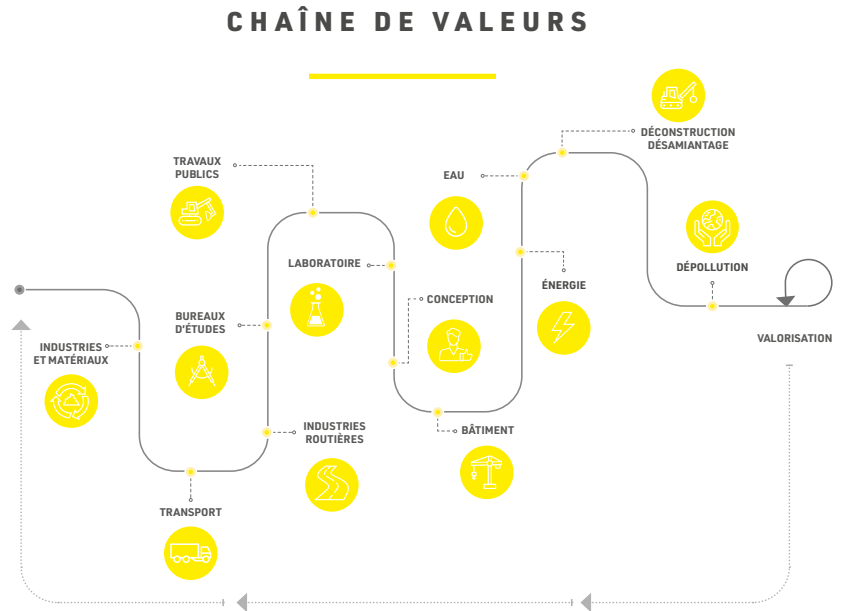 CHAÎNE DE VALEURS
DÉCONSTRUCTION
DÉSAMIANTAGE
TRAVAUX
PUBLICS
EAU
LABORATOIRE
DÉPOLLUTION
ÉNERGIE
CONCEPTION
BUREAUX
D'ÉTUDES
VALORISATION
INDUSTRIES
ET MATÉRIAUX
INDUSTRIES
ROUTIÈRES
BÂTIMENT
TRANSPORT